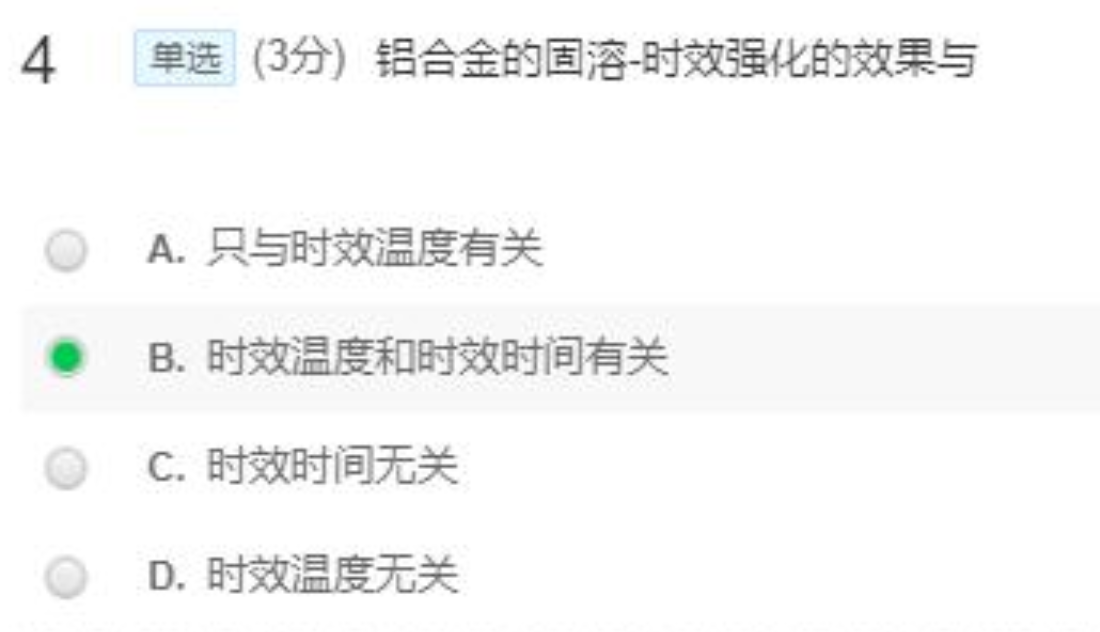 4 单选 (3分) 铝合金的固溶-时效强化的效果与
A. 只与时效温度有关
B. 时效温度和时效时间有关
C. 时效时间无关
D. 时效温度无关